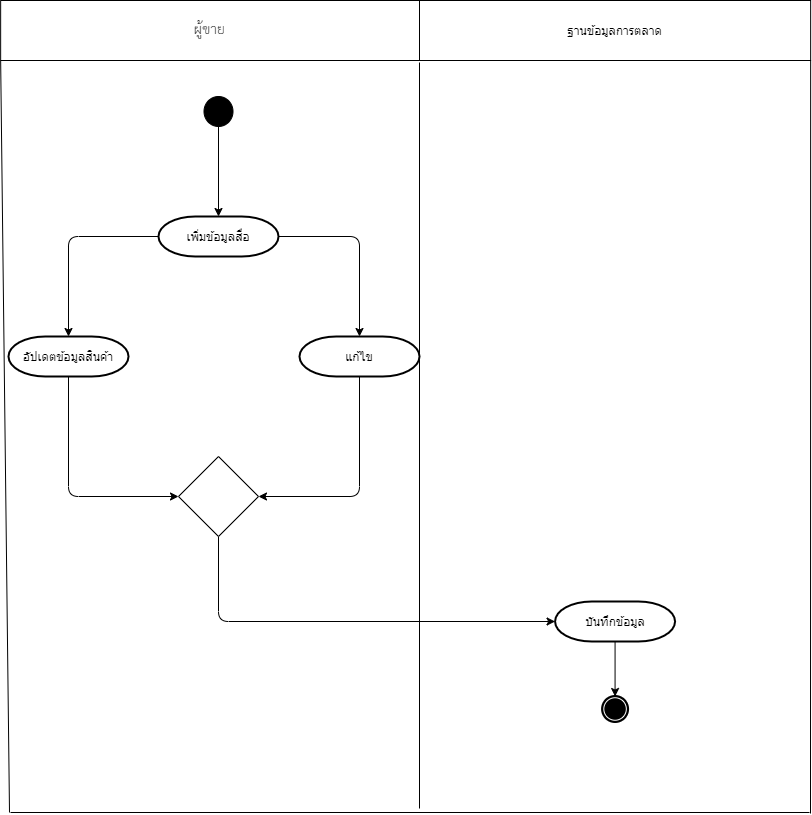 ผู้ขาย
ฐานข้อมูลการตลาด
เพิ่มข้อมูลสื่อ
อัปเดตข้อมูลสินค้า
แก้ไข
บันทึกข้อมูล